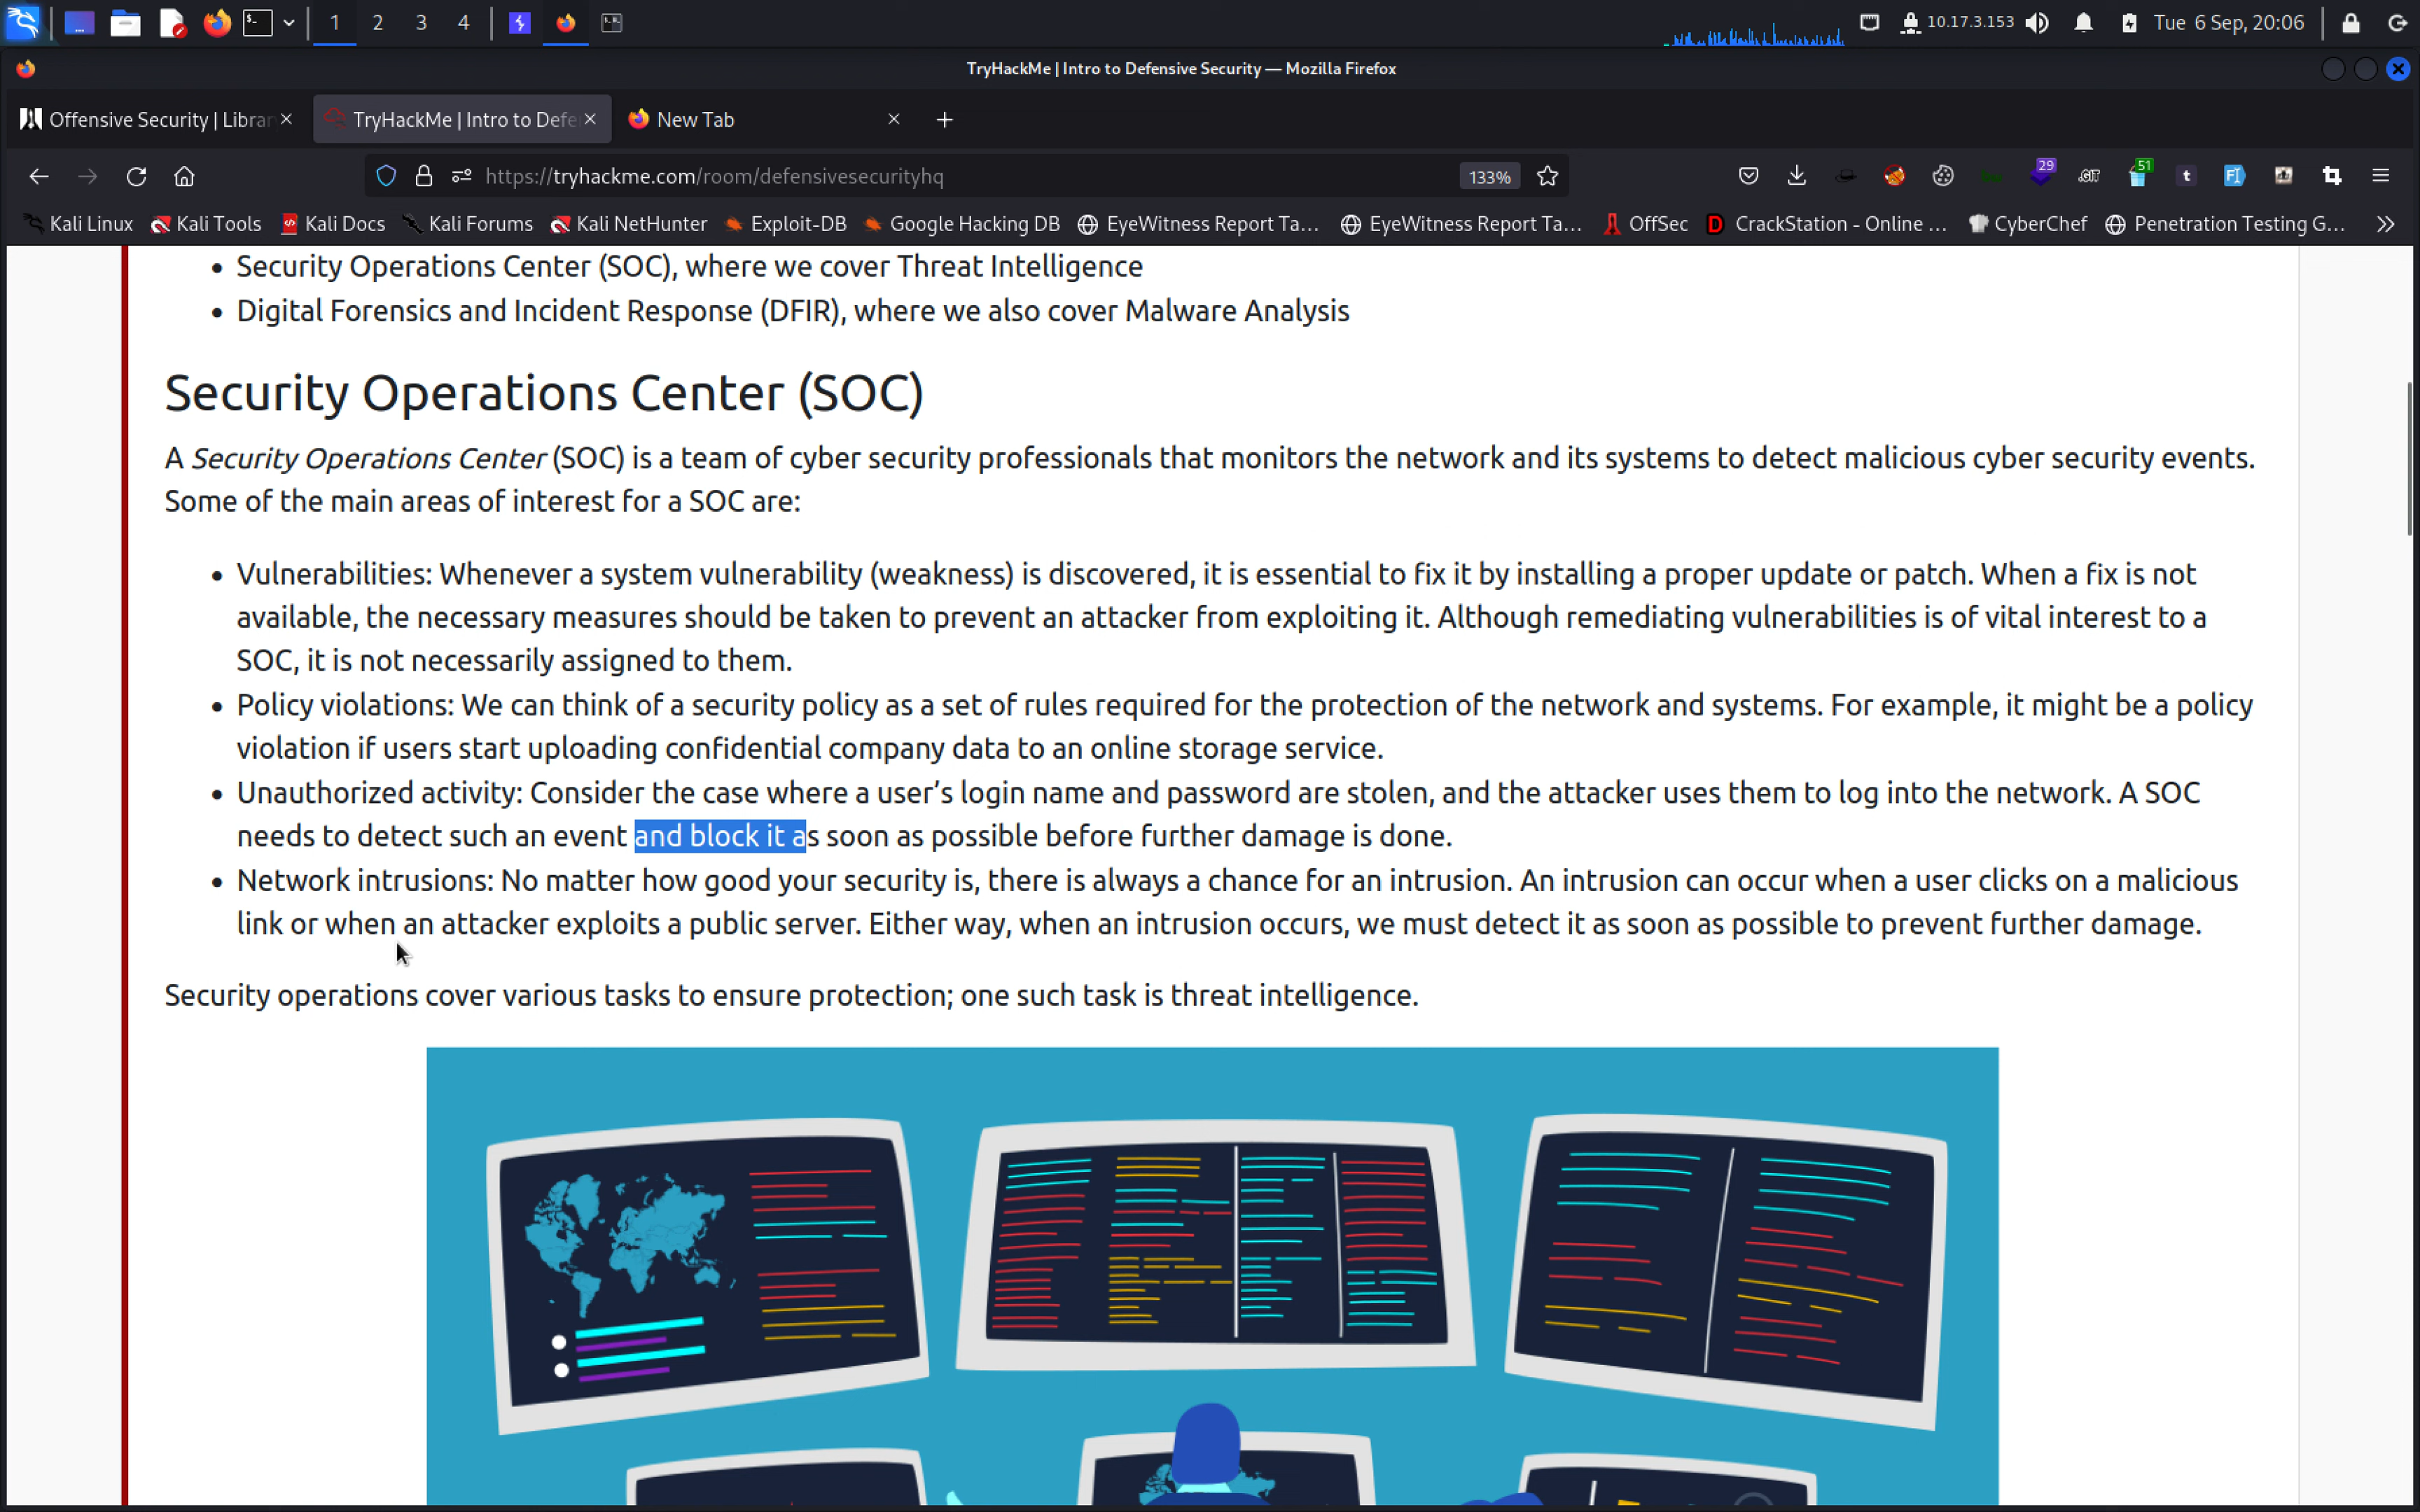 1 2 3 4
10.17.3.153
Tue 6 Sep, 20:06
TryHackMe | Intro to Defensive Security — Mozilla Firefox
Offensive Security | Librar
TryHackMe | Intro to Defe
New Tab
https://tryhackme.com/room/defensivesecurityhq
133%
29
.GIT
51
t
FI
Kali Linux
Kali Tools
Kali Docs
Kali Forums
Kali NetHunter
Exploit-DB
Google Hacking DB
EyeWitness Report Ta…
EyeWitness Report Ta…
OffSec
CrackStation - Online …
CyberChef
Penetration Testing G…
• Security Operations Center (SOC), where we cover Threat Intelligence
• Digital Forensics and Incident Response (DFIR), where we also cover Malware Analysis
Security Operations Center (SOC)
A Security Operations Center (SOC) is a team of cyber security professionals that monitors the network and its systems to detect malicious cyber security events.
Some of the main areas of interest for a SOC are:
• Vulnerabilities: Whenever a system vulnerability (weakness) is discovered, it is essential to fix it by installing a proper update or patch. When a fix is not
available, the necessary measures should be taken to prevent an attacker from exploiting it. Although remediating vulnerabilities is of vital interest to a
SOC, it is not necessarily assigned to them.
• Policy violations: We can think of a security policy as a set of rules required for the protection of the network and systems. For example, it might be a policy
violation if users start uploading confidential company data to an online storage service.
• Unauthorized activity: Consider the case where a user’s login name and password are stolen, and the attacker uses them to log into the network. A SOC
needs to detect such an event and block it as soon as possible before further damage is done.
• Network intrusions: No matter how good your security is, there is always a chance for an intrusion. An intrusion can occur when a user clicks on a malicious
link or when an attacker exploits a public server. Either way, when an intrusion occurs, we must detect it as soon as possible to prevent further damage.
Security operations cover various tasks to ensure protection; one such task is threat intelligence.